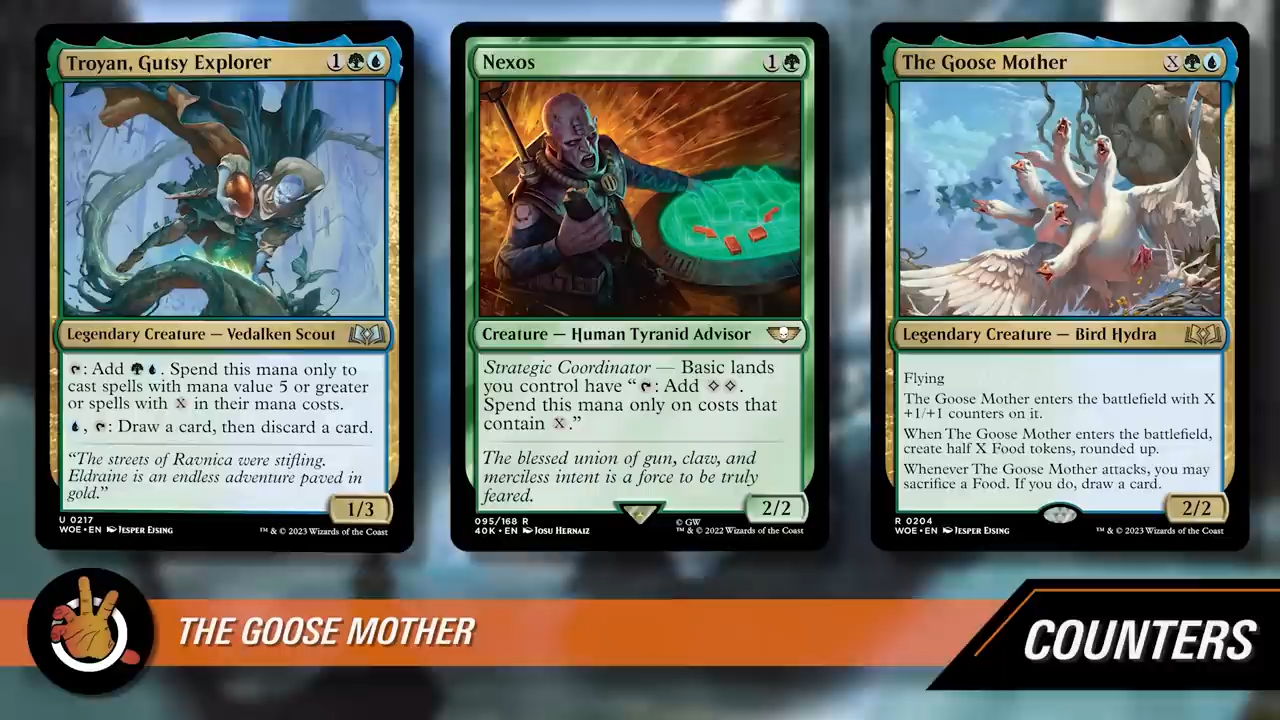 Troyan, Gutsy Explorer
1
Legendary Creature — Vedalken Scout
: Add . Spend this mana only to
cast spells with mana value 5 or greater
or spells with X in their mana costs.
, : Draw a card, then discard a card.
"The streets of Ravnica were stifling.
Eldraine is an endless adventure paved in
gold."
1/3
U 0217
WOE • EN Jesper Ejsing
™ & © 2023 Wizards of the Coast
Nexos
1
Creature — Human Tyranid Advisor
Strategic Coordinator — Basic lands
you control have “: Add .
Spend this mana only on costs that
contain X.”
The blessed union of gun, claw, and
merciless intent is a force to be truly
feared.
2/2
095/168 R
40K • EN Josu Hernaiz
© GW
™ & © 2022 Wizards of the Coast
The Goose Mother
X
Legendary Creature — Bird Hydra
Flying
The Goose Mother enters the battlefield with X
+1/+1 counters on it.
When The Goose Mother enters the battlefield,
create half X Food tokens, rounded up.
Whenever The Goose Mother attacks, you may
sacrifice a Food. If you do, draw a card.
2/2
R 0204
WOE • EN Jesper Ejsing
™ & © 2023 Wizards of the Coast
THE GOOSE MOTHER
COUNTERS